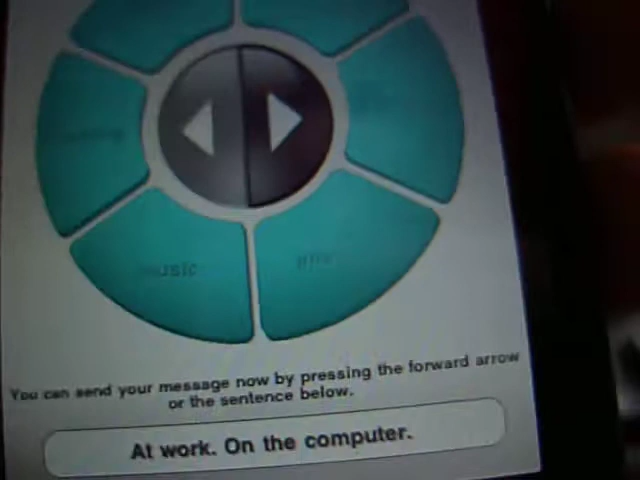 music
You can send your message now by pressing the forward arrow
or the sentence below.
At work. On the computer.